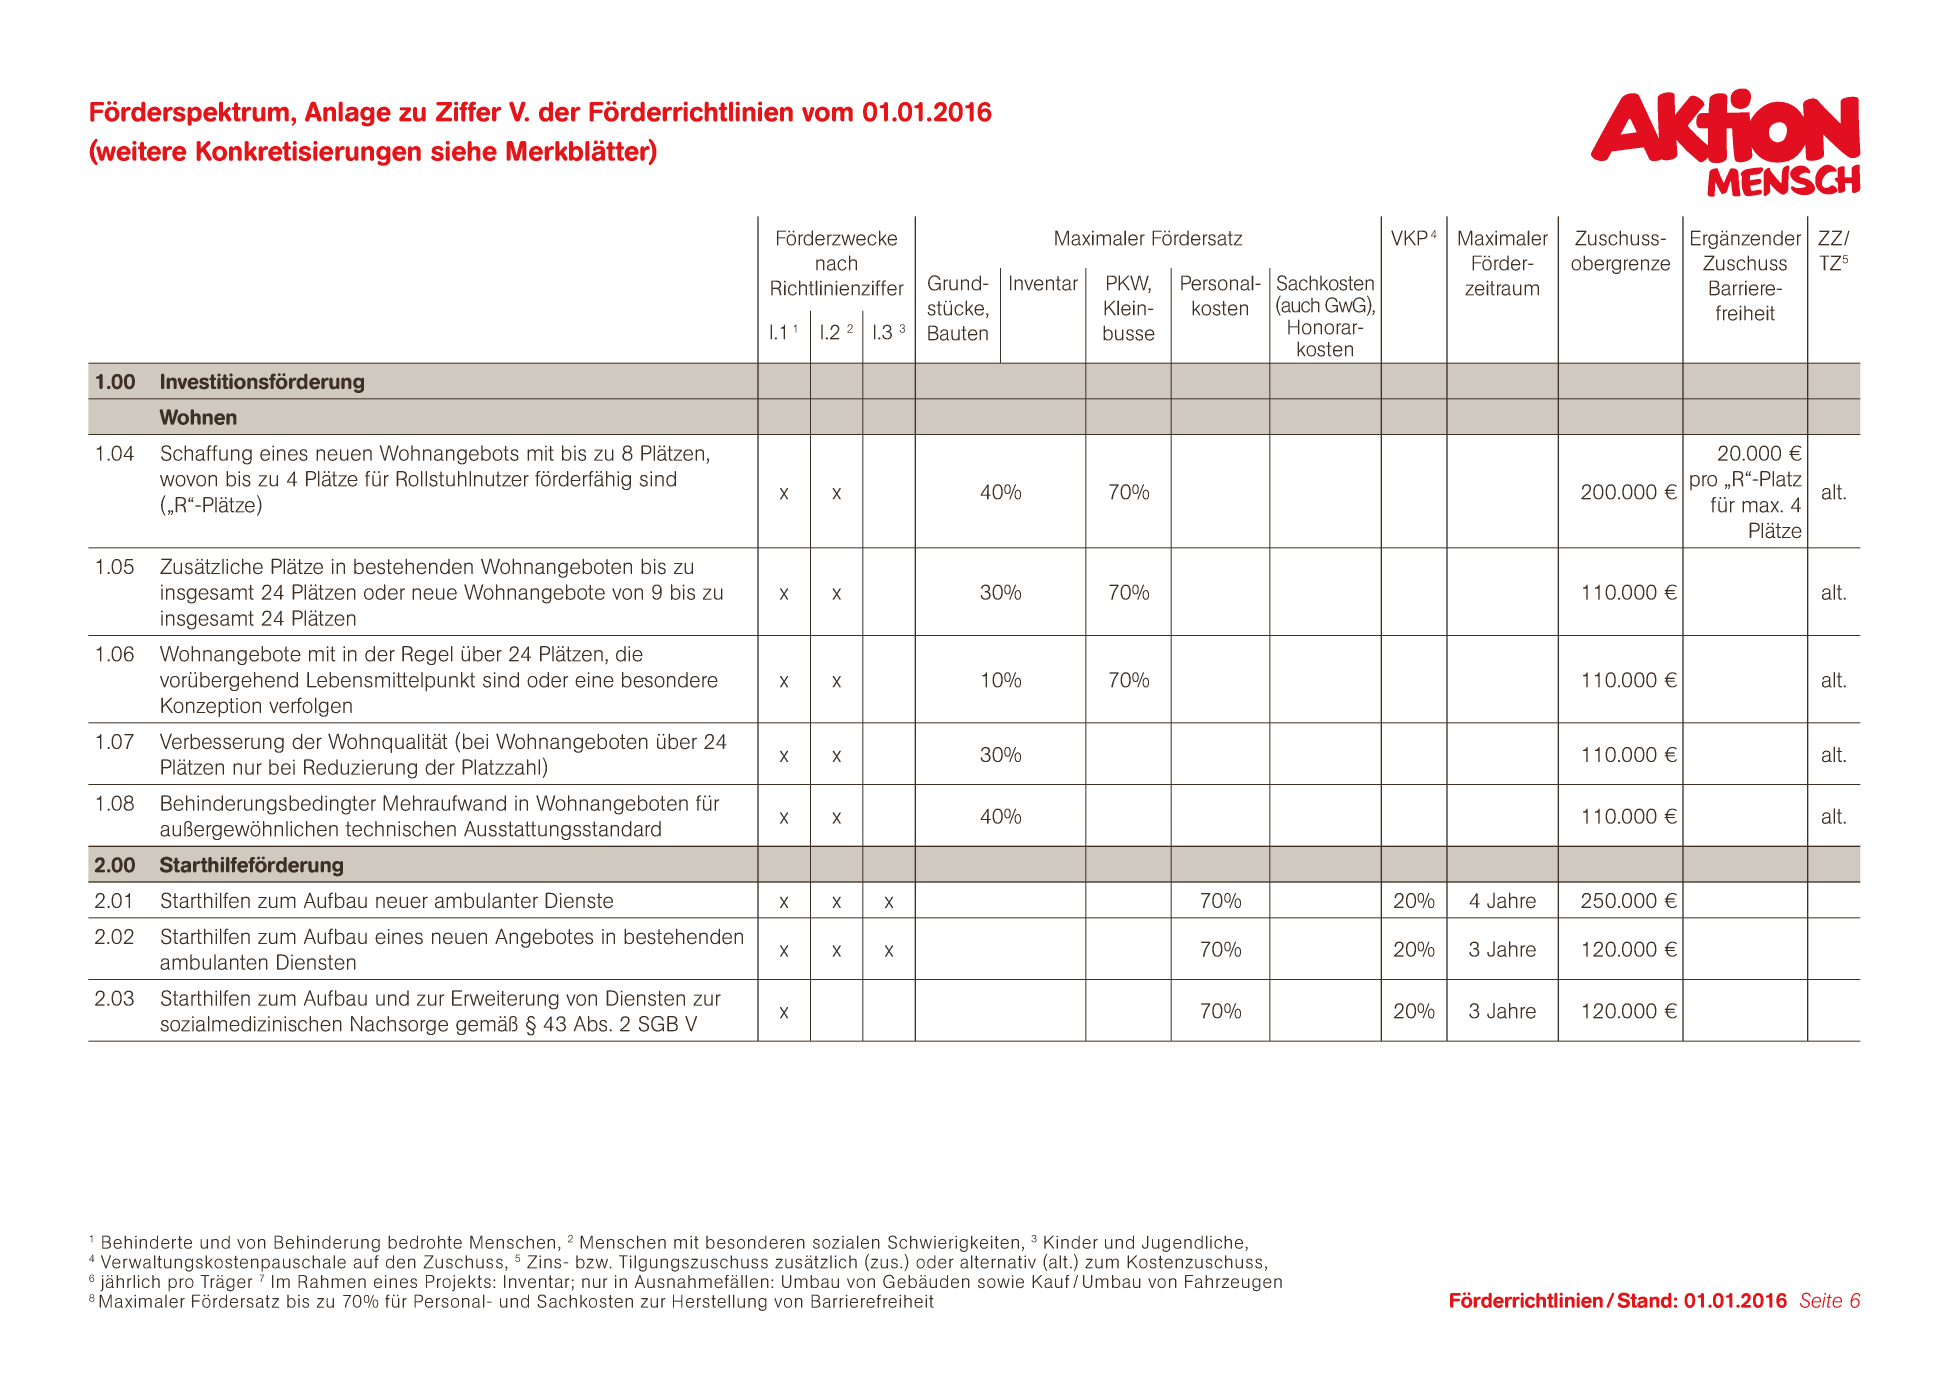 Förderspektrum, Anlage zu Ziffer V. der Förderrichtlinien vom 01.01.2016
(weitere Konkretisierungen siehe Merkblätter)
AKTION
MENSCH
Förderzwecke
nach
Richtlinienziffer
I.1 ¹ I.2 ² I.3 ³
Maximaler Fördersatz
Grund-
stücke,
Bauten
Inventar
PKW,
Klein-
busse
Personal-
kosten
Sachkosten
(auch GwG),
Honorar-
kosten
VKP ⁴
Maximaler
Förder-
zeitraum
Zuschuss-
obergrenze
Ergänzender
Zuschuss
Barriere-
freiheit
ZZ/
TZ⁵
1.00 Investitionsförderung
Wohnen
1.04 Schaffung eines neuen Wohnangebots mit bis zu 8 Plätzen,
wovon bis zu 4 Plätze für Rollstuhlnutzer förderfähig sind
(„R“-Plätze)
x x 40% 70% 200.000 €
20.000 €
pro „R“-Platz
für max. 4
Plätze
alt.
1.05 Zusätzliche Plätze in bestehenden Wohnangeboten bis zu
insgesamt 24 Plätzen oder neue Wohnangebote von 9 bis zu
insgesamt 24 Plätzen
x x 30% 70% 110.000 € alt.
1.06 Wohnangebote mit in der Regel über 24 Plätzen, die
vorübergehend Lebensmittelpunkt sind oder eine besondere
Konzeption verfolgen
x x 10% 70% 110.000 € alt.
1.07 Verbesserung der Wohnqualität (bei Wohnangeboten über 24
Plätzen nur bei Reduzierung der Platzzahl)
x x 30% 110.000 € alt.
1.08 Behinderungsbedingter Mehraufwand in Wohnangeboten für
außergewöhnlichen technischen Ausstattungsstandard
x x 40% 110.000 € alt.
2.00 Starthilfeförderung
2.01 Starthilfen zum Aufbau neuer ambulanter Dienste x x x 70% 20% 4 Jahre 250.000 €
2.02 Starthilfen zum Aufbau eines neuen Angebotes in bestehenden
ambulanten Diensten
x x x 70% 20% 3 Jahre 120.000 €
2.03 Starthilfen zum Aufbau und zur Erweiterung von Diensten zur
sozialmedizinischen Nachsorge gemäß § 43 Abs. 2 SGB V
x 70% 20% 3 Jahre 120.000 €
¹ Behinderte und von Behinderung bedrohte Menschen, ² Menschen mit besonderen sozialen Schwierigkeiten, ³ Kinder und Jugendliche,
⁴ Verwaltungskostenpauschale auf den Zuschuss, ⁵ Zins- bzw. Tilgungszuschuss zusätzlich (zus.) oder alternativ (alt.) zum Kostenzuschuss,
⁶ jährlich pro Träger ⁷ Im Rahmen eines Projekts: Inventar; nur in Ausnahmefällen: Umbau von Gebäuden sowie Kauf/Umbau von Fahrzeugen
⁸ Maximaler Fördersatz bis zu 70% für Personal- und Sachkosten zur Herstellung von Barrierefreiheit
Förderrichtlinien/Stand: 01.01.2016 Seite 6